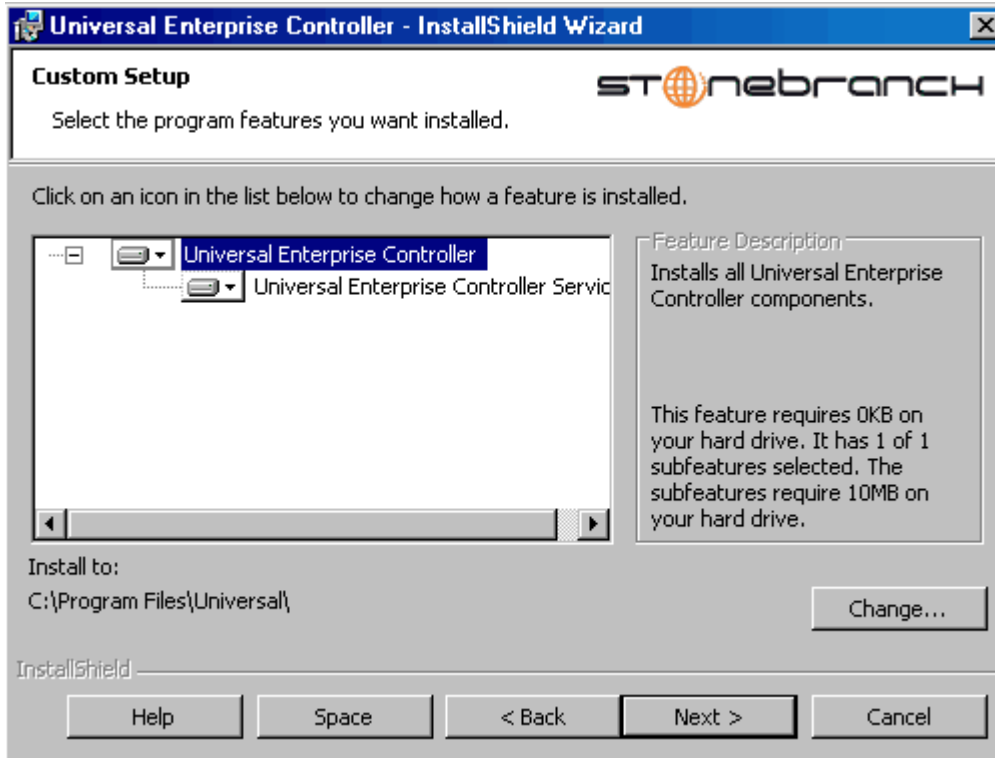 Universal Enterprise Controller - InstallShield Wizard
Custom Setup
Select the program features you want installed.
stonebranch
Click on an icon in the list below to change how a feature is installed.
Universal Enterprise Controller
Universal Enterprise Controller Servic
Feature Description
Installs all Universal Enterprise
Controller components.
This feature requires 0KB on
your hard drive. It has 1 of 1
subfeatures selected. The
subfeatures require 10MB on
your hard drive.
Install to:
C:\Program Files\Universal\
Change...
InstallShield
Help
Space
< Back
Next >
Cancel